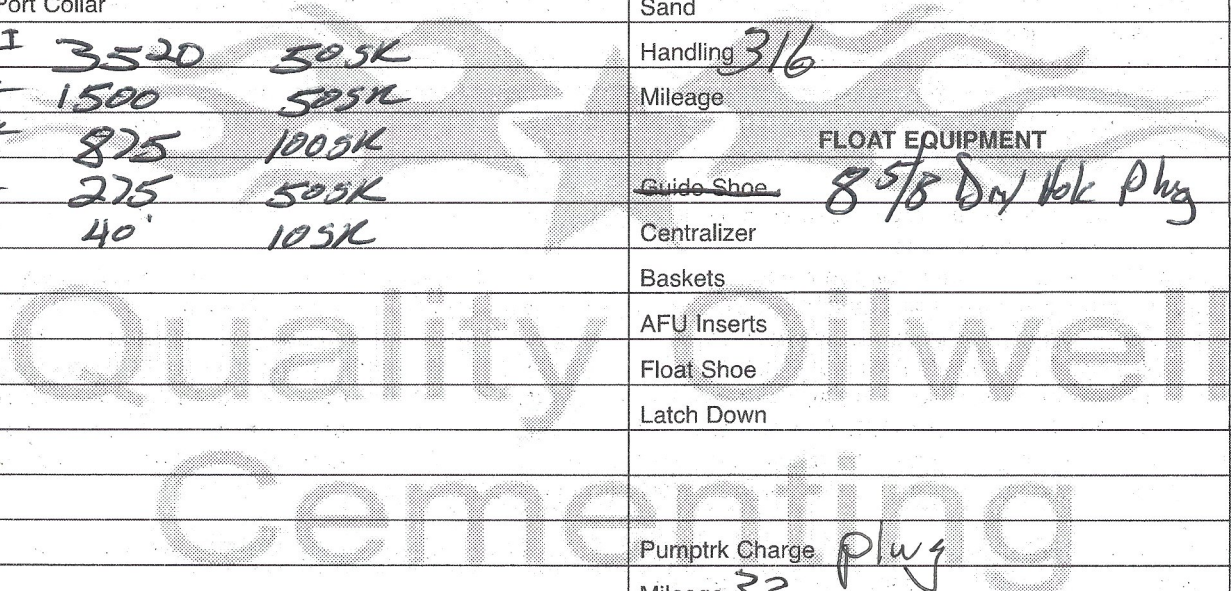 Port Collar
Sand
3520 50SK
Handling 316
1500 50SK
Mileage
825 100SK
FLOAT EQUIPMENT
275 50SK
Guide Shoe 8 5/8 Dry Hole Plug
40' 10SK
Centralizer
Baskets
AFU Inserts
Float Shoe
Latch Down
Quality Oilwell
Cementing
Pumptrk Charge Plug
Mileage